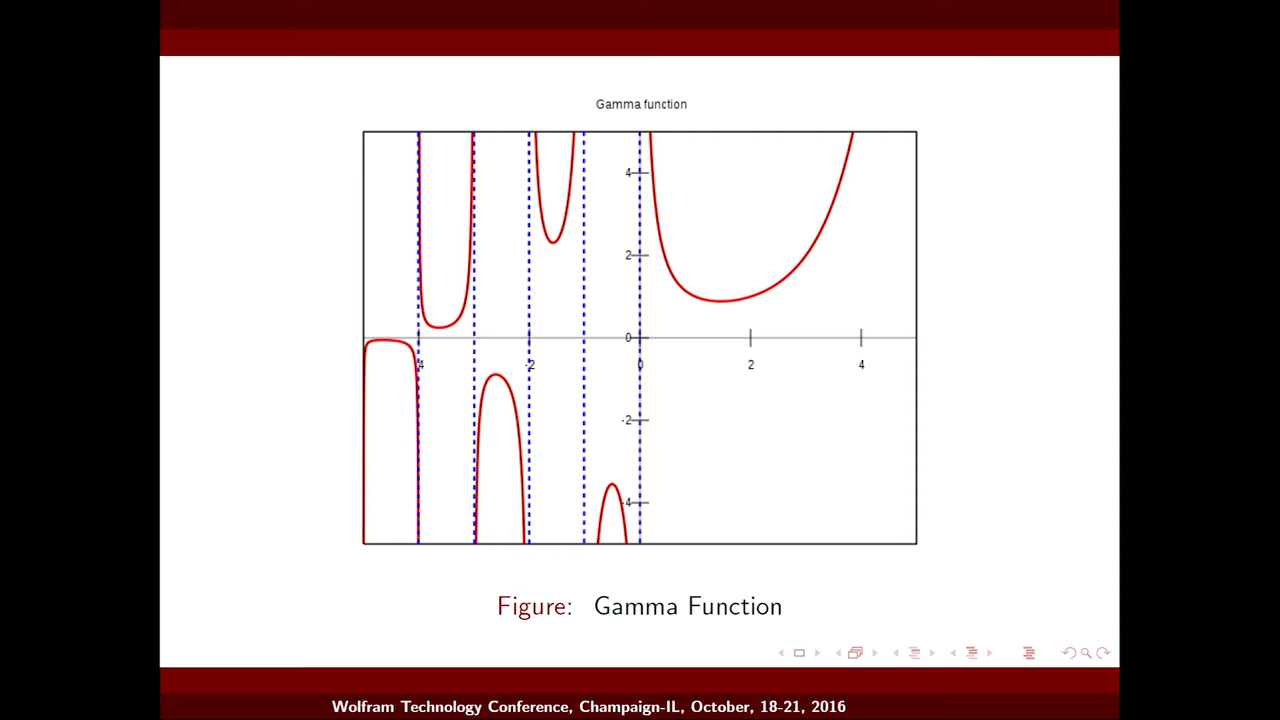 Gamma function
4
2
0
4 -2 0 2 4
-2
4
Figure: Gamma Function
Wolfram Technology Conference, Champaign-IL, October, 18-21, 2016